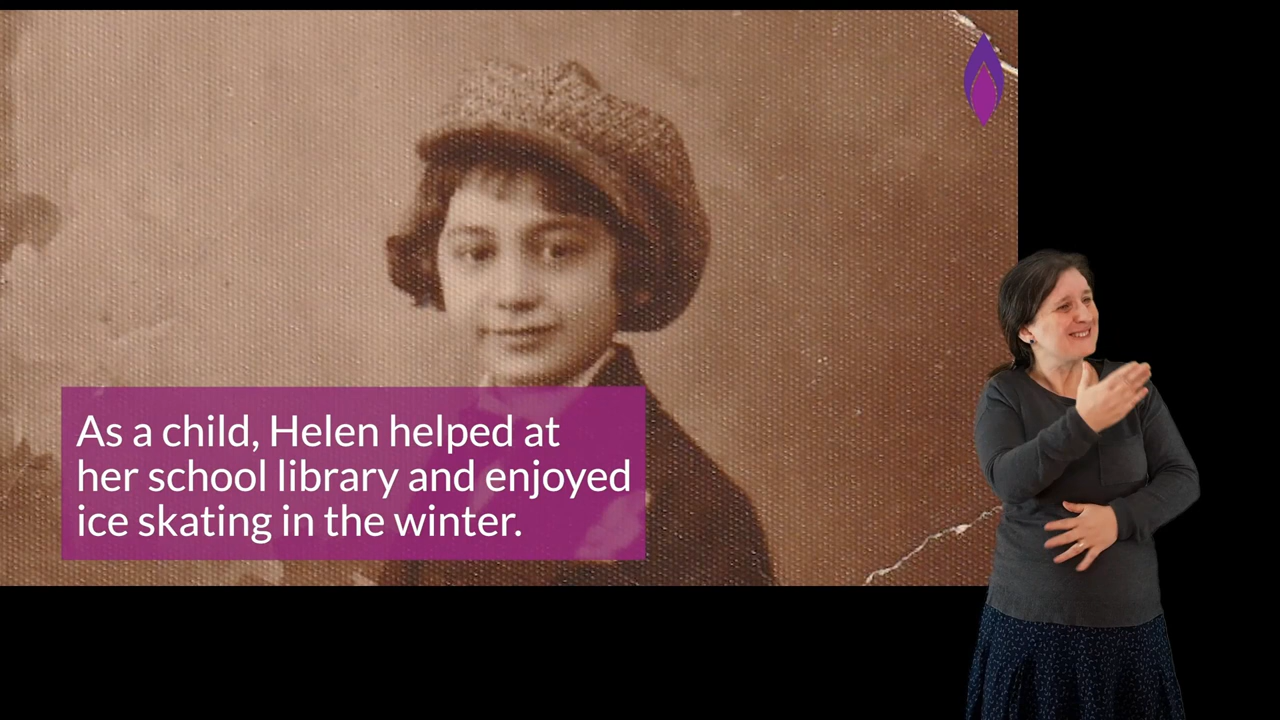 As a child, Helen helped at
her school library and enjoyed
ice skating in the winter.